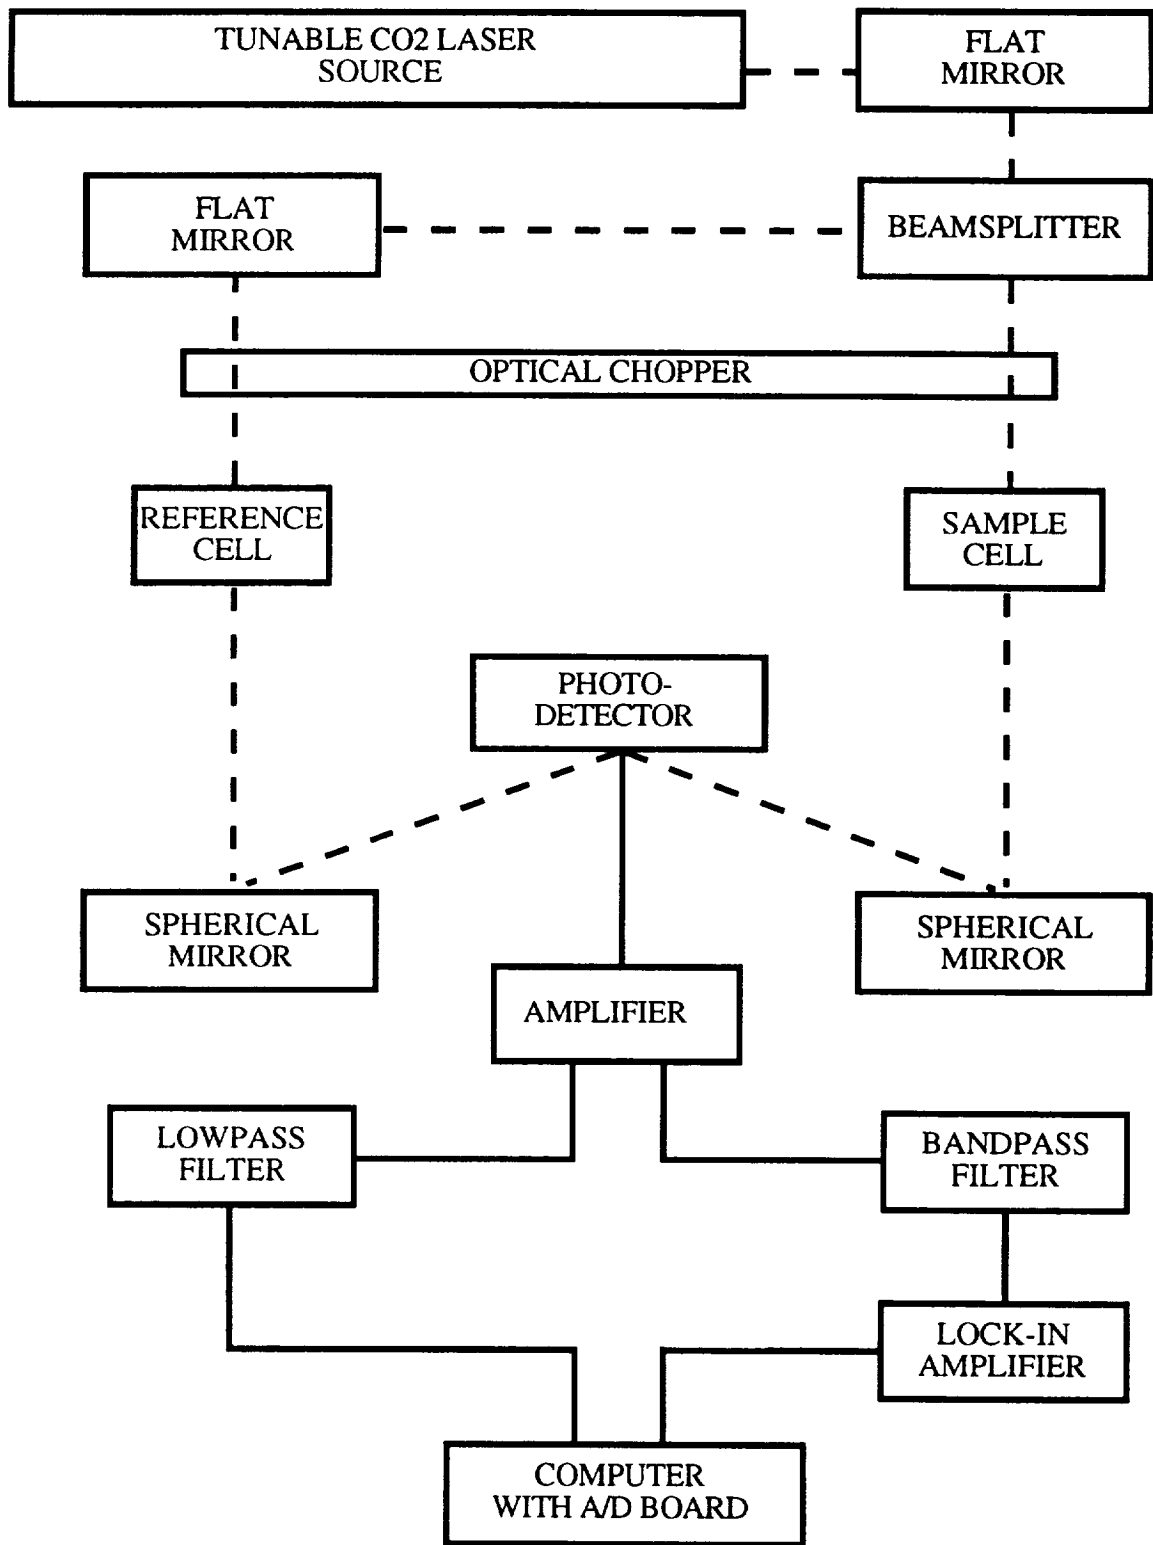 TUNABLE CO2 LASER
SOURCE
FLAT
MIRROR
FLAT
MIRROR
BEAMSPLITTER
OPTICAL CHOPPER
REFERENCE
CELL
SAMPLE
CELL
PHOTO-
DETECTOR
SPHERICAL
MIRROR
SPHERICAL
MIRROR
AMPLIFIER
LOWPASS
FILTER
BANDPASS
FILTER
LOCK-IN
AMPLIFIER
COMPUTER
WITH A/D BOARD